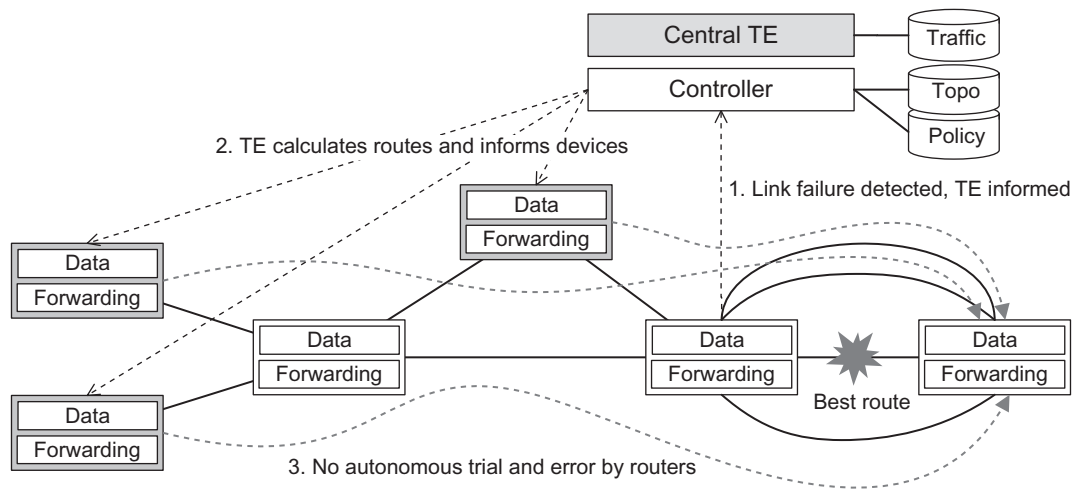 Central TE
Traffic
Controller
Topo
Policy
2. TE calculates routes and informs devices
1. Link failure detected, TE informed
Data
Forwarding
Data
Forwarding
Data
Forwarding
Data
Forwarding
Data
Forwarding
Best route
Data
Forwarding
3. No autonomous trial and error by routers